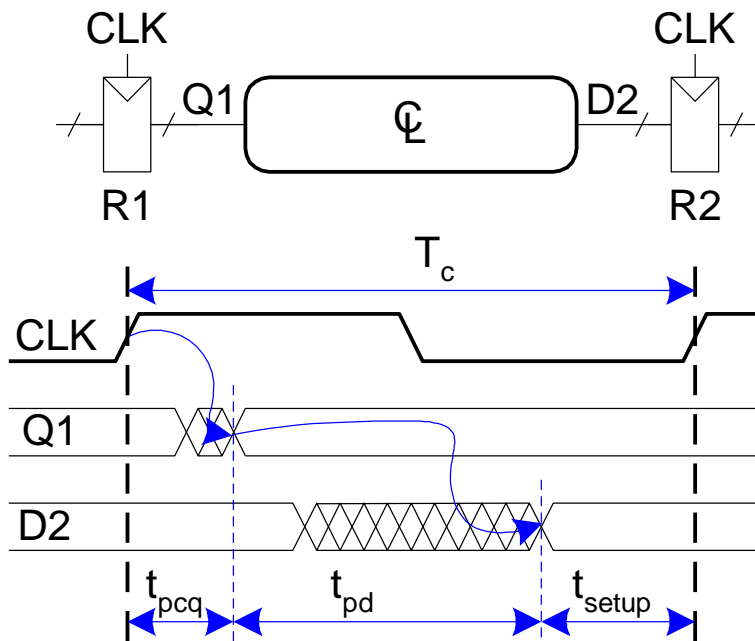 CLK CLK
Q1 CL D2
R1 R2
Tc
CLK
Q1
D2
tpcq tpd tsetup